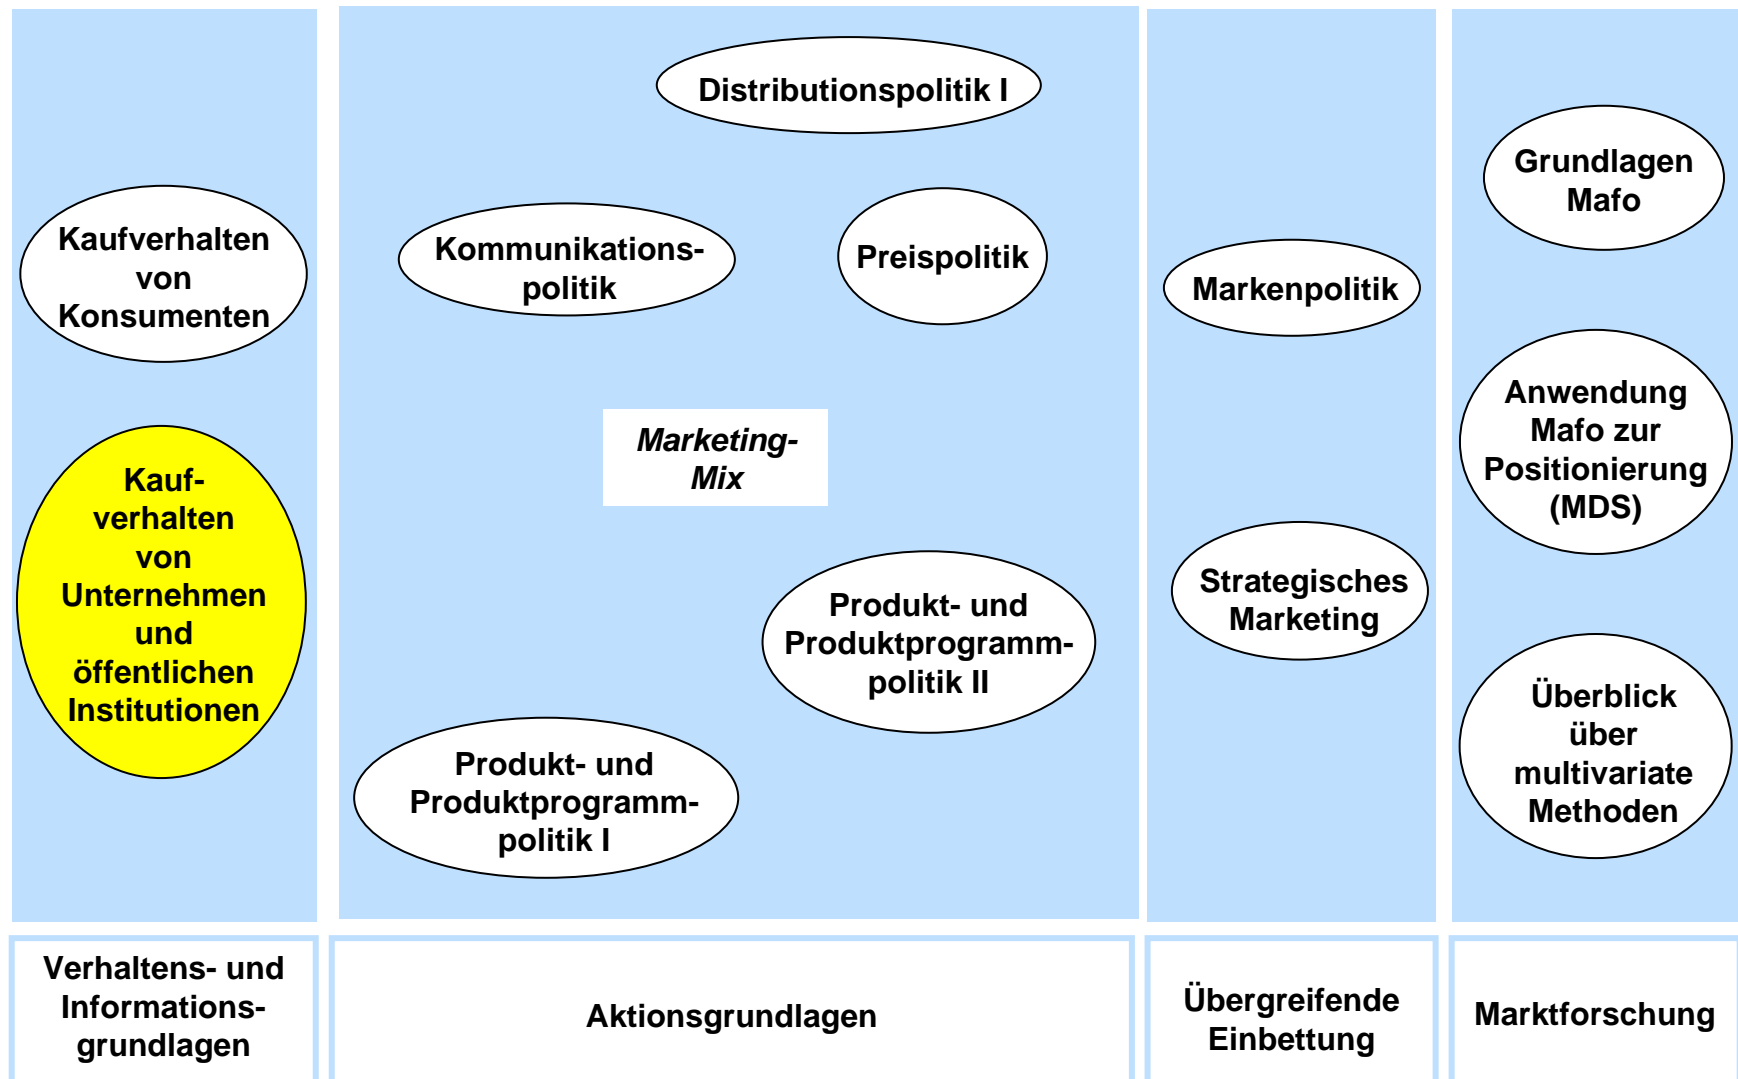 Kaufverhalten
von
Konsumenten
Kauf-
verhalten
von
Unternehmen
und
öffentlichen
Institutionen
Verhaltens- und
Informations-
grundlagen
Distributionspolitik I
Kommunikations-
politik
Preispolitik
Marketing-
Mix
Produkt- und
Produktprogramm-
politik II
Produkt- und
Produktprogramm-
politik I
Aktionsgrundlagen
Markenpolitik
Strategisches
Marketing
Übergreifende
Einbettung
Grundlagen
Mafo
Anwendung
Mafo zur
Positionierung
(MDS)
Überblick
über
multivariate
Methoden
Marktforschung